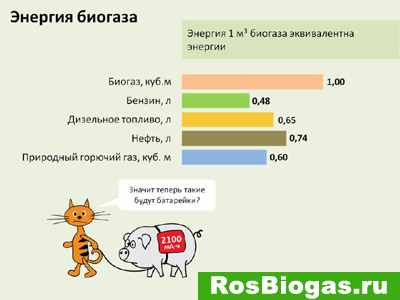 Энергия биогаза
Энергия 1 м³ биогаза эквивалентна
энергии
Биогаз, куб.м 1,00
Бензин, л 0,48
Дизельное топливо, л 0,65
Нефть, л 0,74
Природный горючий газ, куб. м 0,60
Значит теперь такие
будут батарейки?
2100
мА·ч
RosBiogas.ru